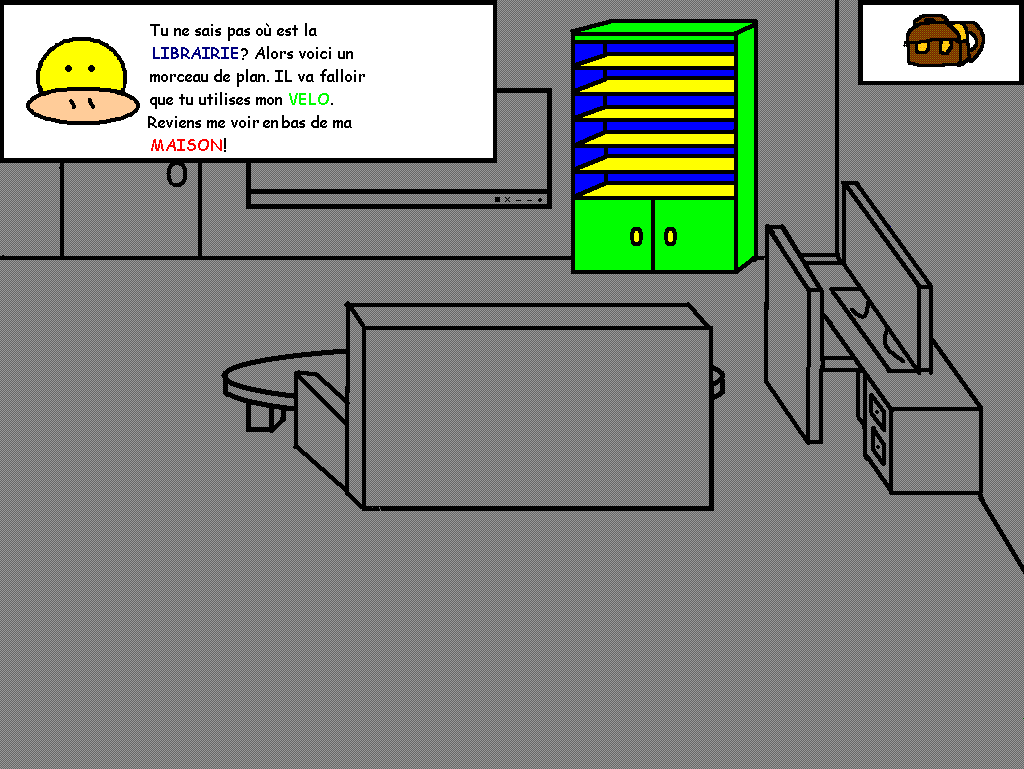 Tu ne sais pas où est la
LIBRAIRIE? Alors voici un
morceau de plan. IL va falloir
que tu utilises mon VELO.
Reviens me voir en bas de ma
MAISON!